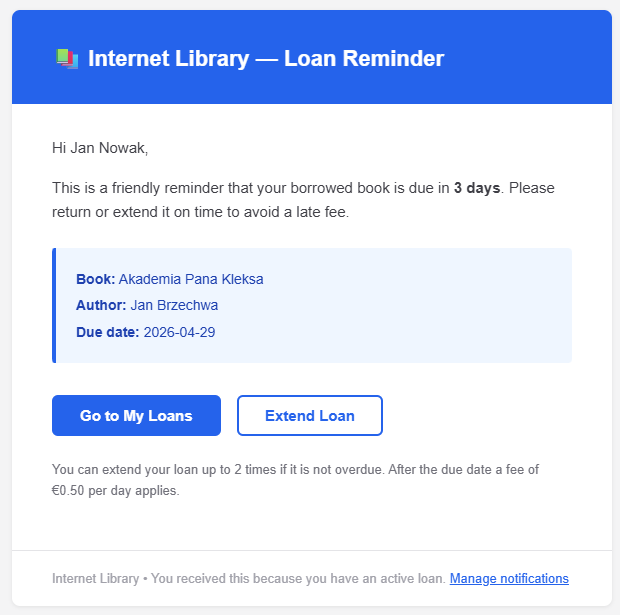 Internet Library — Loan Reminder
Hi Jan Nowak,
This is a friendly reminder that your borrowed book is due in 3 days. Please
return or extend it on time to avoid a late fee.
Book: Akademia Pana Kleksa
Author: Jan Brzechwa
Due date: 2026-04-29
Go to My Loans
Extend Loan
You can extend your loan up to 2 times if it is not overdue. After the due date a fee of
€0.50 per day applies.
Internet Library • You received this because you have an active loan. Manage notifications